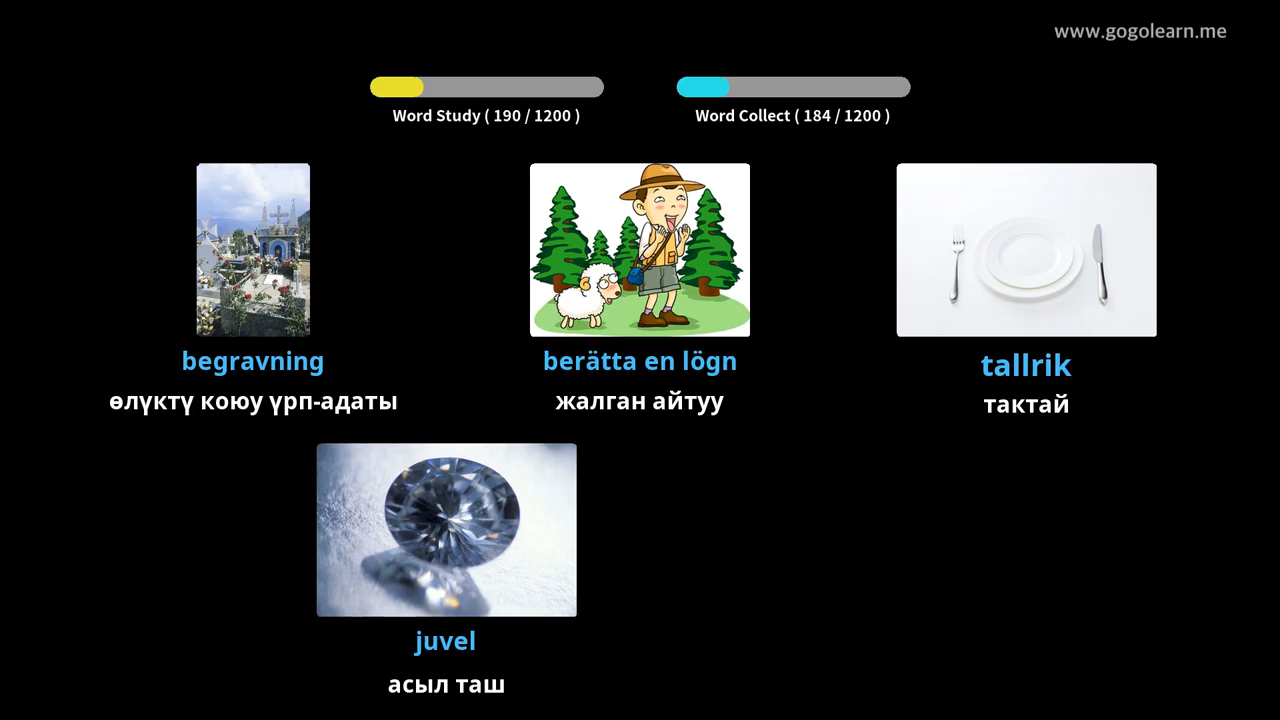 www.gogolearn.me
Word Study ( 190 / 1200 )
Word Collect ( 184 / 1200 )
begravning
өлүктү коюу үрп-адаты
berätta en lögn
жалган айтуу
tallrik
тактай
juvel
асыл таш